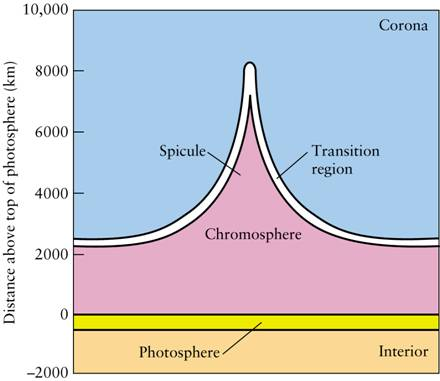 10,000
Corona
8000
6000
Spicule
Transition
region
4000
Chromosphere
2000
0
Photosphere
Interior
–2000
Distance above top of photosphere (km)